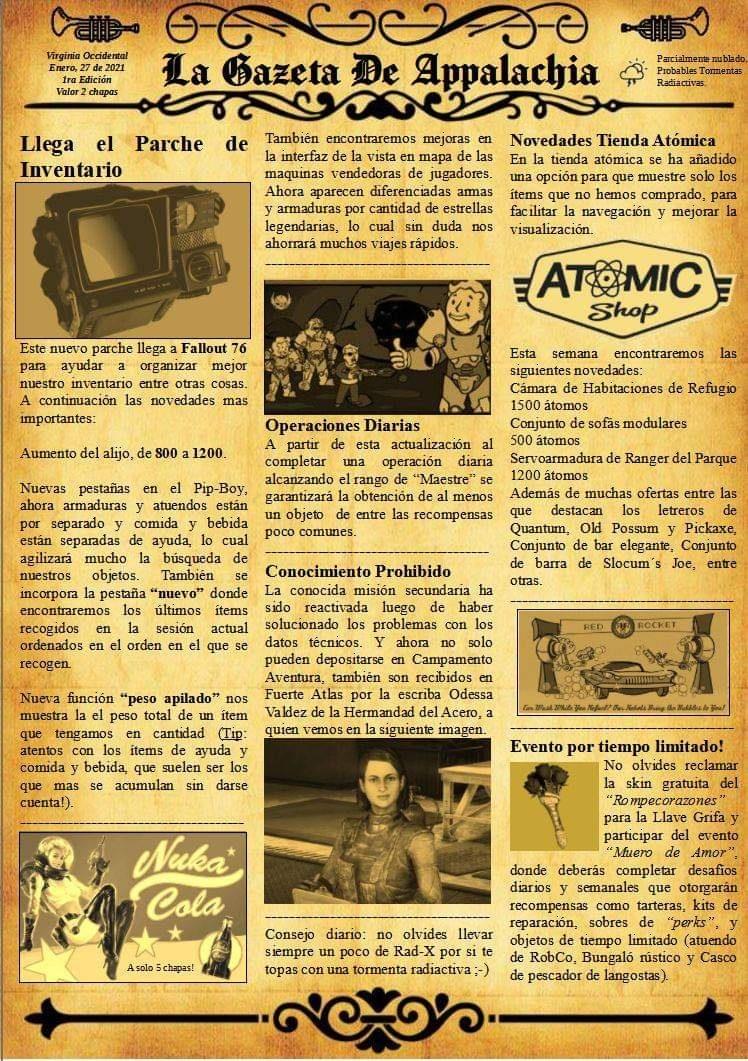 Virginia Occidental
Enero, 27 de 2021
1ra Edición
Valor 2 chapas
La Gazeta De Appalachia
Parcialmente nublado.
Probables Tormentas
Radiactivas.
Llega el Parche de
Inventario
Este nuevo parche llega a Fallout 76
para ayudar a organizar mejor
nuestro inventario entre otras cosas.
A continuación las novedades mas
importantes:
Aumento del alijo, de 800 a 1200.
Nuevas pestañas en el Pip-Boy,
ahora armaduras y atuendos están
por separado y comida y bebida
están separadas de ayuda, lo cual
agilizará mucho la búsqueda de
nuestros objetos. También se
incorpora la pestaña “nuevo” donde
encontraremos los últimos ítems
recogidos en la sesión actual
ordenados en el orden en el que se
recogen.
Nueva función “peso apilado” nos
muestra la el peso total de un ítem
que tengamos en cantidad (Tip:
atentos con los ítems de ayuda y
comida y bebida, que suelen ser los
que mas se acumulan sin darse
cuenta!).
Nuka
Cola
A solo 5 chapas!
También encontraremos mejoras en
la interfaz de la vista en mapa de las
maquinas vendedoras de jugadores.
Ahora aparecen diferenciadas armas
y armaduras por cantidad de estrellas
legendarias, lo cual sin duda nos
ahorrará muchos viajes rápidos.
Operaciones Diarias
A partir de esta actualización al
completar una operación diaria
alcanzando el rango de “Maestre” se
garantizará la obtención de al menos
un objeto de entre las recompensas
poco comunes.
Conocimiento Prohibido
La conocida misión secundaria ha
sido reactivada luego de haber
solucionado los problemas con los
datos técnicos. Y ahora no solo
pueden depositarse en Campamento
Aventura, también son recibidos en
Fuerte Atlas por la escriba Odessa
Valdez de la Hermandad del Acero, a
quien vemos en la siguiente imagen.
Consejo diario: no olvides llevar
siempre un poco de Rad-X por si te
topas con una tormenta radiactiva ;-)
Novedades Tienda Atómica
En la tienda atómica se ha añadido
una opción para que muestre solo los
ítems que no hemos comprado, para
facilitar la navegación y mejorar la
visualización.
ATOMIC
Shop
Esta semana encontraremos las
siguientes novedades:
Cámara de Habitaciones de Refugio
1500 átomos
Conjunto de sofás modulares
500 átomos
Servoarmadura de Ranger del Parque
1200 átomos
Además de muchas ofertas entre las
que destacan los letreros de
Quantum, Old Possum y Pickaxe,
Conjunto de bar elegante, Conjunto
de barra de Slocum´s Joe, entre
otras.
RED ROCKET
Car Wash While You Refuel? Our Robots Bring the Bubbles to You!
Evento por tiempo limitado!
No olvides reclamar
la skin gratuita del
“Rompecorazones”
para la Llave Grifa y
participar del evento
“Muero de Amor”,
donde deberás completar desafíos
diarios y semanales que otorgarán
recompensas como tarteras, kits de
reparación, sobres de “perks”, y
objetos de tiempo limitado (atuendo
de RobCo, Bungaló rústico y Casco
de pescador de langostas).